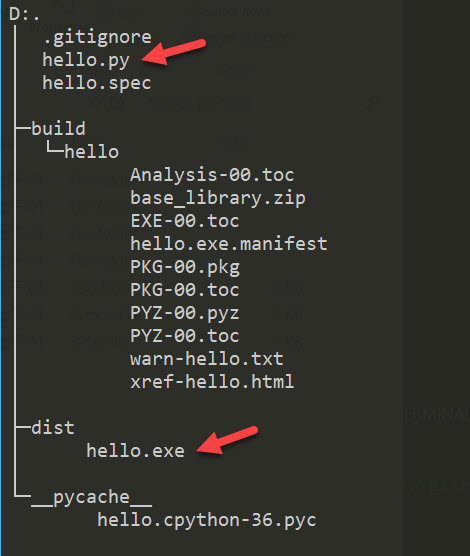 D:.
.gitignore
hello.py
hello.spec
build
hello
Analysis-00.toc
base_library.zip
EXE-00.toc
hello.exe.manifest
PKG-00.pkg
PKG-00.toc
PYZ-00.pyz
PYZ-00.toc
warn-hello.txt
xref-hello.html
dist
hello.exe
__pycache__
hello.cpython-36.pyc